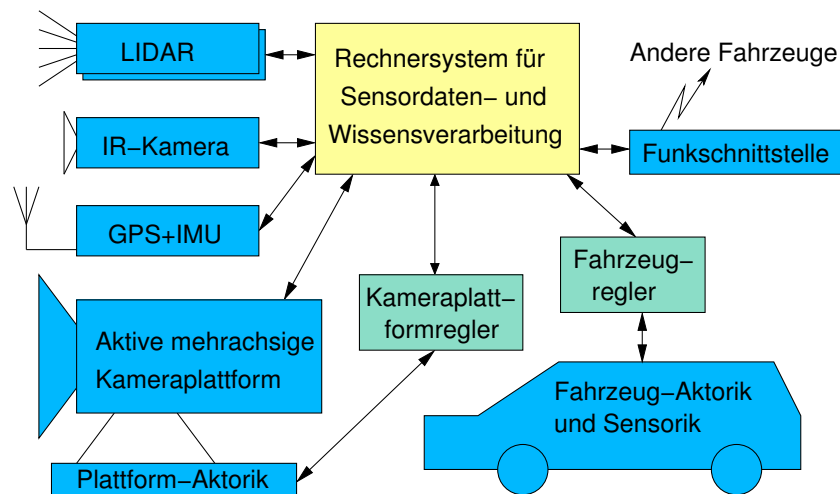 LIDAR
Rechnersystem für
Sensordaten− und
Wissensverarbeitung
Andere Fahrzeuge
IR−Kamera
Funkschnittstelle
GPS+IMU
Fahrzeug−
regler
Kameraplatt−
formregler
Aktive mehrachsige
Kameraplattform
Fahrzeug−Aktorik
und Sensorik
Plattform−Aktorik